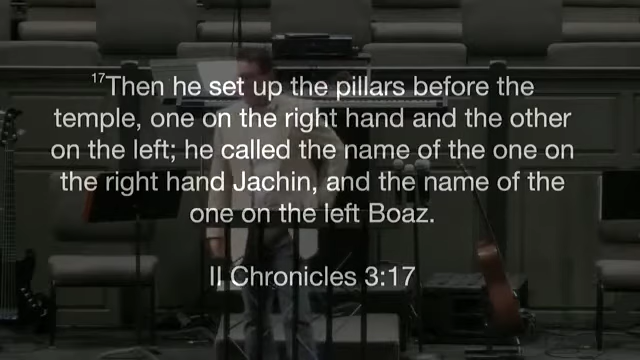 ¹⁷Then he set up the pillars before the
temple, one on the right hand and the other
on the left; he called the name of the one on
the right hand Jachin, and the name of the
one on the left Boaz.
II Chronicles 3:17